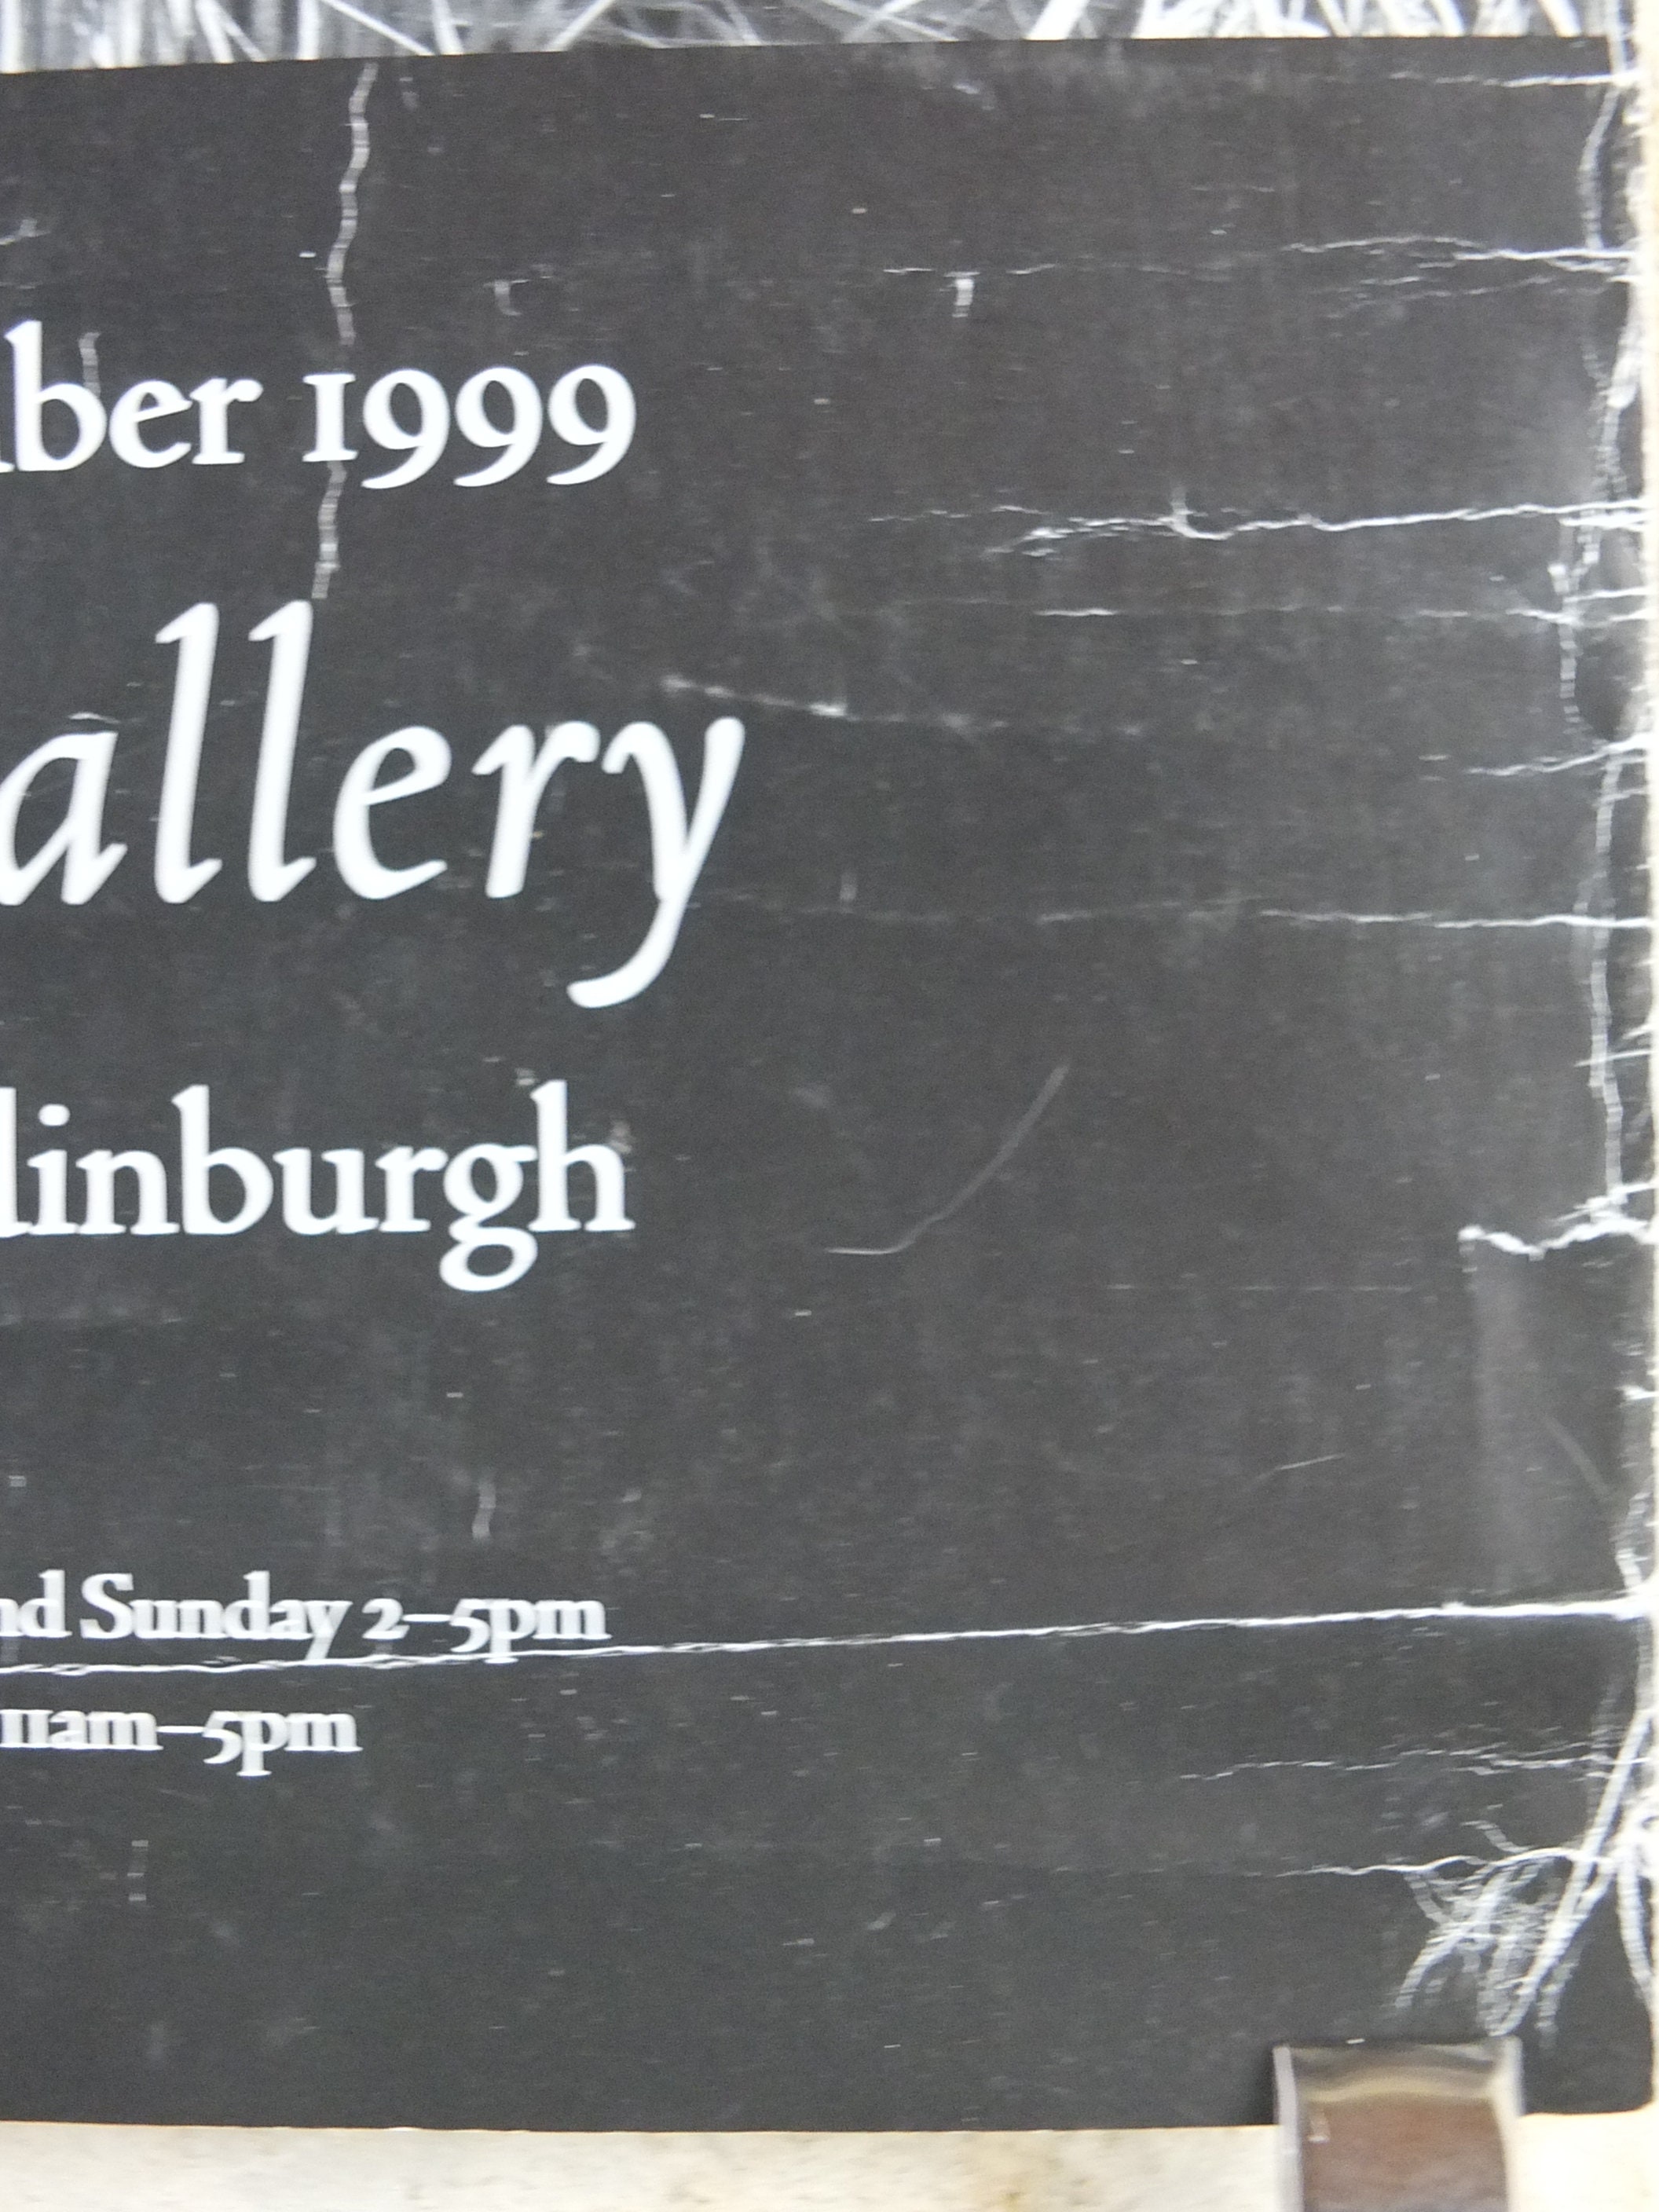 ber 1999
allery
linburgh
nd Sunday 2–5pm
11am–5pm